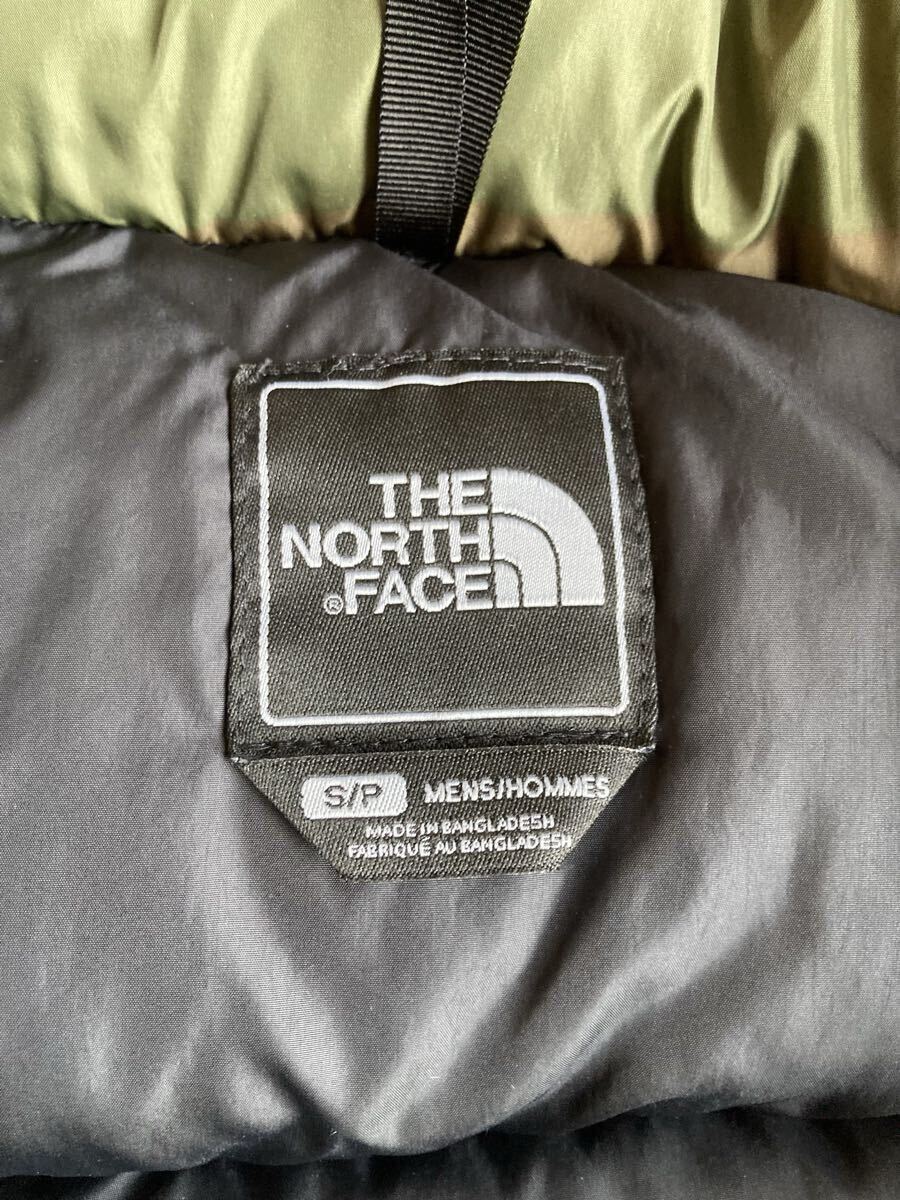 THE
NORTH
®FACE
S/P MENS/HOMMES
MADE IN BANGLADESH
FABRIQUÉ AU BANGLADESH